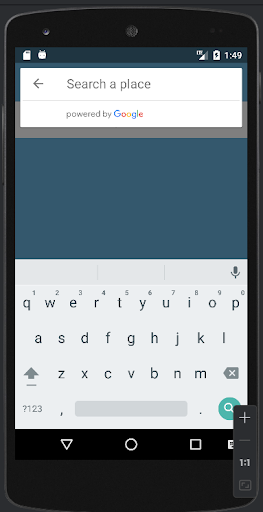 1:49
Search a place
powered by Google
1 2 3 4 5 6 7 8 9 0
q w e r t y u i o p
a s d f g h j k l
z x c v b n m
?123 , .
1:1